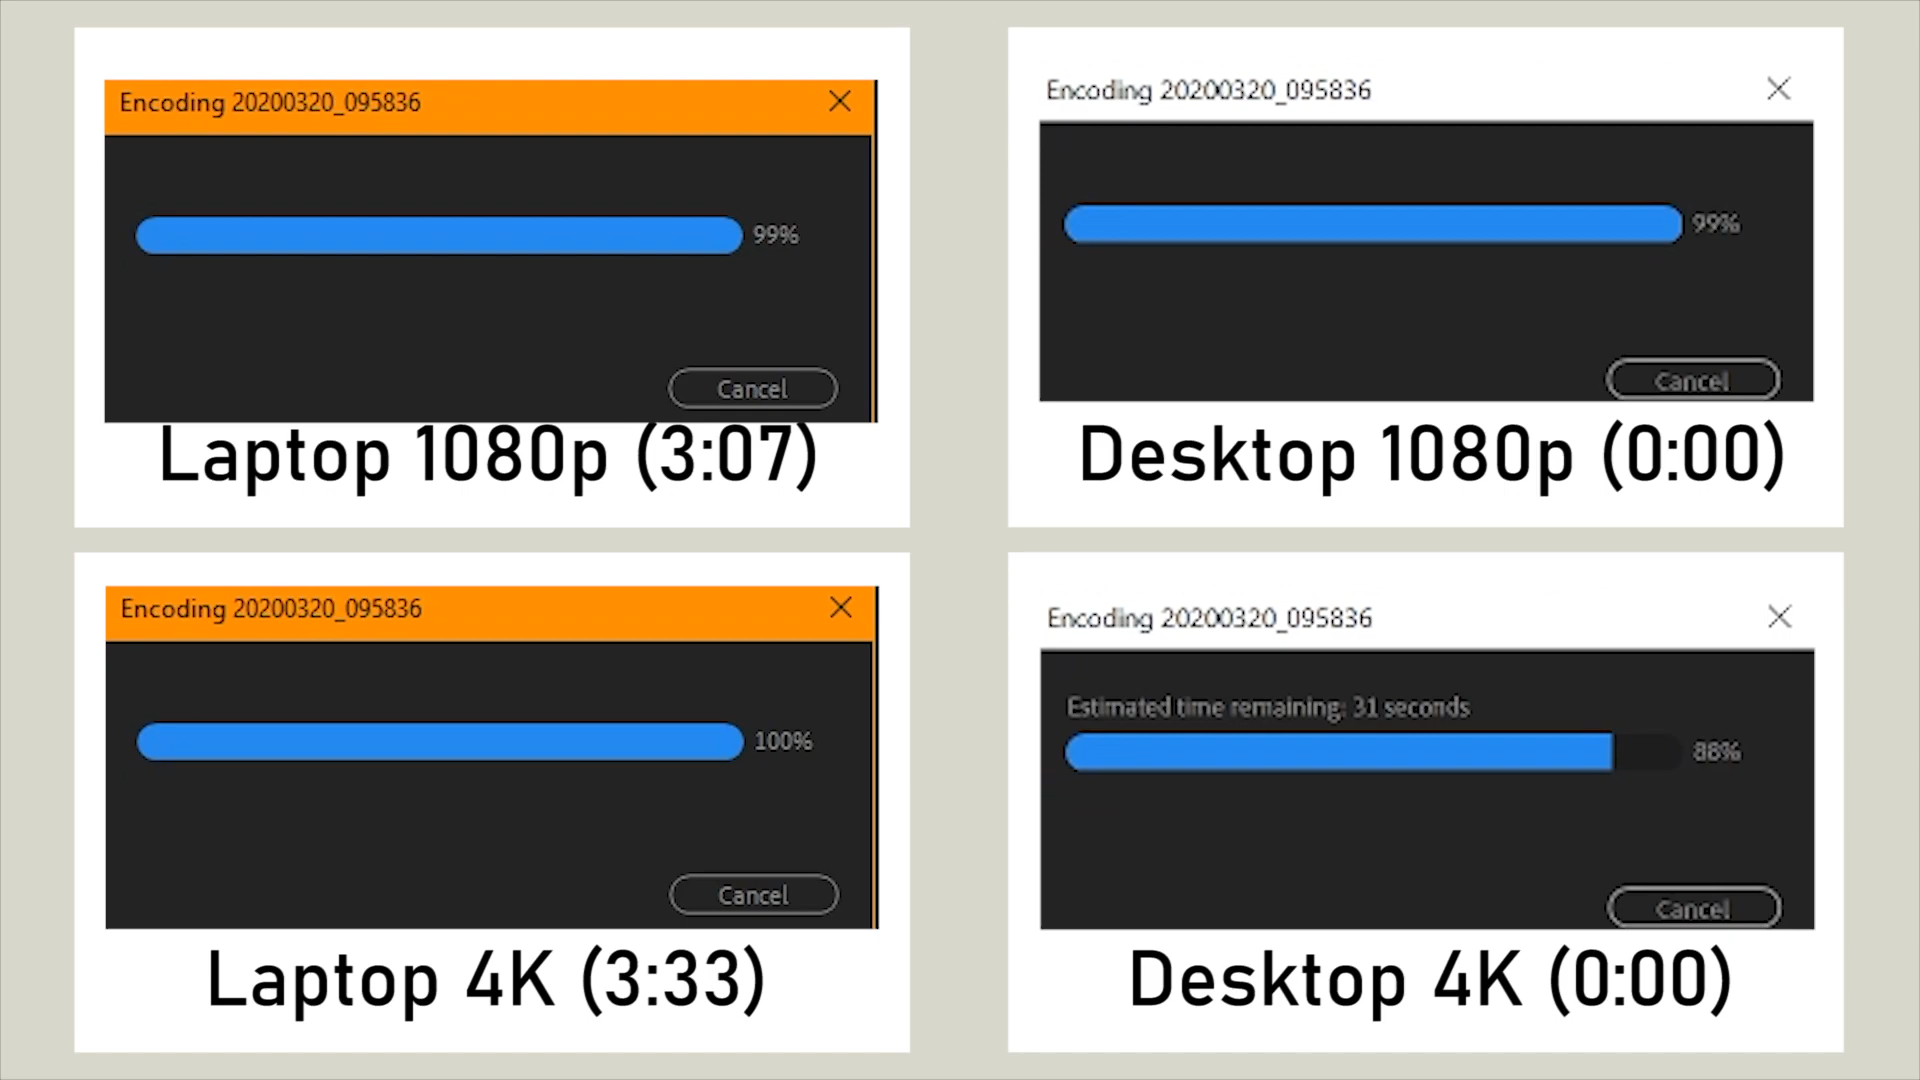 Encoding 20200320_095836
99%
Cancel
Laptop 1080p (3:07)
Encoding 20200320_095836
99%
Cancel
Desktop 1080p (0:00)
Encoding 20200320_095836
100%
Cancel
Laptop 4K (3:33)
Encoding 20200320_095836
Estimated time remaining: 31 seconds
88%
Cancel
Desktop 4K (0:00)